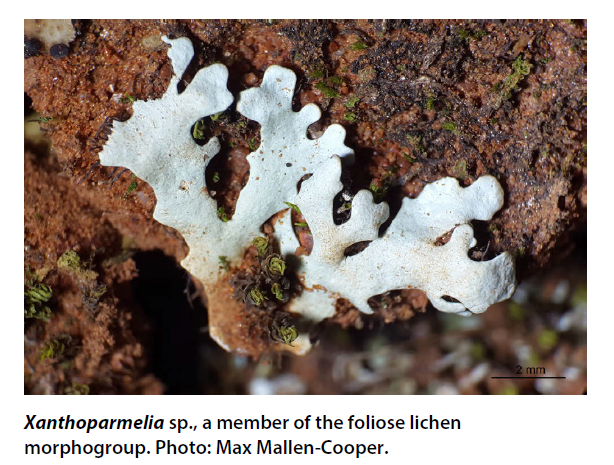 2 mm
Xanthoparmelia sp., a member of the foliose lichen
morphogroup. Photo: Max Mallen-Cooper.